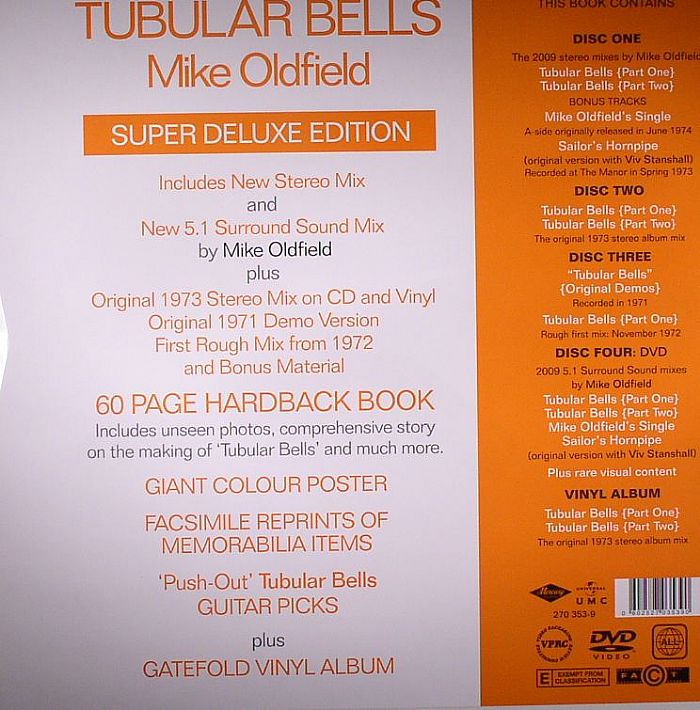 TUBULAR BELLS
Mike Oldfield
SUPER DELUXE EDITION
Includes New Stereo Mix
and
New 5.1 Surround Sound Mix
by Mike Oldfield
plus
Original 1973 Stereo Mix on CD and Vinyl
Original 1971 Demo Version
First Rough Mix from 1972
and Bonus Material
60 PAGE HARDBACK BOOK
Includes unseen photos, comprehensive story
on the making of 'Tubular Bells' and much more.
GIANT COLOUR POSTER
FACSIMILE REPRINTS OF
MEMORABILIA ITEMS
'Push-Out' Tubular Bells
GUITAR PICKS
plus
GATEFOLD VINYL ALBUM
THIS BOOK CONTAINS
DISC ONE
The 2009 stereo mixes by Mike Oldfield
Tubular Bells {Part One}
Tubular Bells {Part Two}
BONUS TRACKS
Mike Oldfield's Single
A-side originally released in June 1974
Sailor's Hornpipe
(original version with Viv Stanshall)
Recorded at The Manor in Spring 1973
DISC TWO
Tubular Bells {Part One}
Tubular Bells {Part Two}
The original 1973 stereo album mix
DISC THREE
"Tubular Bells"
{Original Demos}
Recorded in 1971
Tubular Bells {Part One}
Rough first mix: November 1972
DISC FOUR: DVD
2009 5.1 Surround Sound mixes
by Mike Oldfield
Tubular Bells {Part One}
Tubular Bells {Part Two}
Mike Oldfield's Single
Sailor's Hornpipe
(original version with Viv Stanshall)
Plus rare visual content
VINYL ALBUM
Tubular Bells {Part One}
Tubular Bells {Part Two}
The original 1973 stereo album mix
Mercury
UNIVERSAL
UMC
270 353-9
VPRC
DVD
VIDEO
ALL
E EXEMPT FROM
CLASSIFICATION
FACT